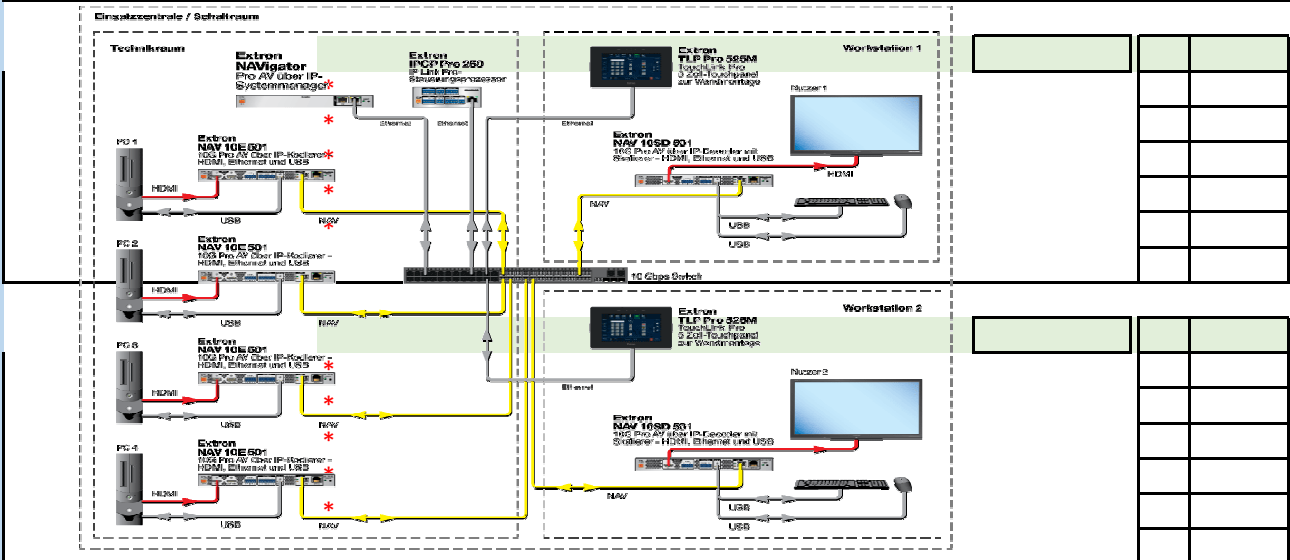 Einsatzzentrale / Schaltraum
Technikraum
Extron
NAVigator
Pro AV über IP-
Systemmanager
*
Extron
IPCP Pro 250
IP Link Pro-
Steuerungsprozessor
Ethernet
Ethernet
Ethernet
Workstation 1
Extron
TLP Pro 525M
TouchLink Pro
5 Zoll-Touchpanel
zur Wandmontage
Nutzer 1
Extron
NAV 10SD 501
10G Pro AV über IP-Decoder mit
Skalierer – HDMI, Ethernet und USB
HDMI
NAV
USB
USB
*
PC 1
Extron
NAV 10E 501
10G Pro AV über IP-Kodierer
*
HDMI, Ethernet und USB
HDMI
*
USB
NAV
*
PC 2
Extron
NAV 10E 501
10G Pro AV über IP-Kodierer –
HDMI, Ethernet und USB
HDMI
USB
NAV
10 Gbps Switch
PC 3
Extron
NAV 10E 501
10G Pro AV über IP-Kodierer –
HDMI, Ethernet und USB
*
HDMI
*
USB
NAV
*
PC 4
Extron
NAV 10E 501
10G Pro AV über IP-Kodierer –
HDMI, Ethernet und USB
*
HDMI
*
USB
NAV
Workstation 2
Extron
TLP Pro 525M
TouchLink Pro
5 Zoll-Touchpanel
zur Wandmontage
Ethernet
Nutzer 2
Extron
NAV 10SD 501
10G Pro AV über IP-Decoder mit
Skalierer – HDMI, Ethernet und USB
NAV
USB
USB